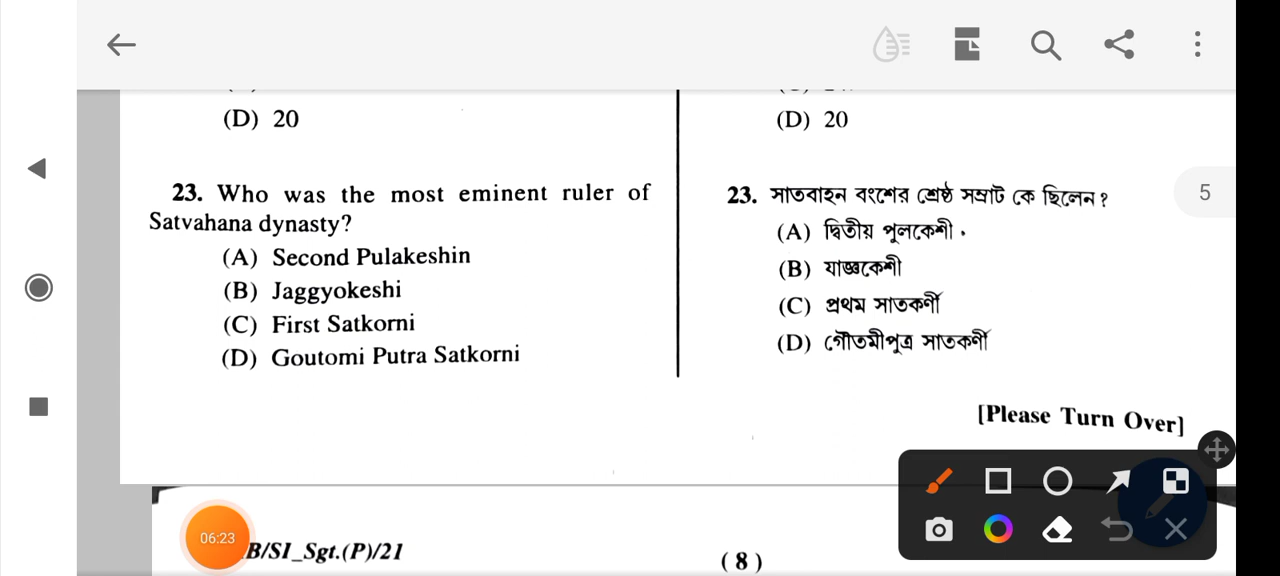 (D) 20
23. Who was the most eminent ruler of
Satvahana dynasty?
(A) Second Pulakeshin
(B) Jaggyokeshi
(C) First Satkorni
(D) Goutomi Putra Satkorni
(D) 20
23. সাতবাহন বংশের শ্রেষ্ঠ সম্রাট কে ছিলেন?
(A) দ্বিতীয় পুলকেশী
(B) যাজ্ঞকেশী
(C) প্রথম সাতকর্ণী
(D) গৌতমীপুত্র সাতকর্ণী
5
[Please Turn Over]
06:23
B/SI_Sgt.(P)/21
(8)